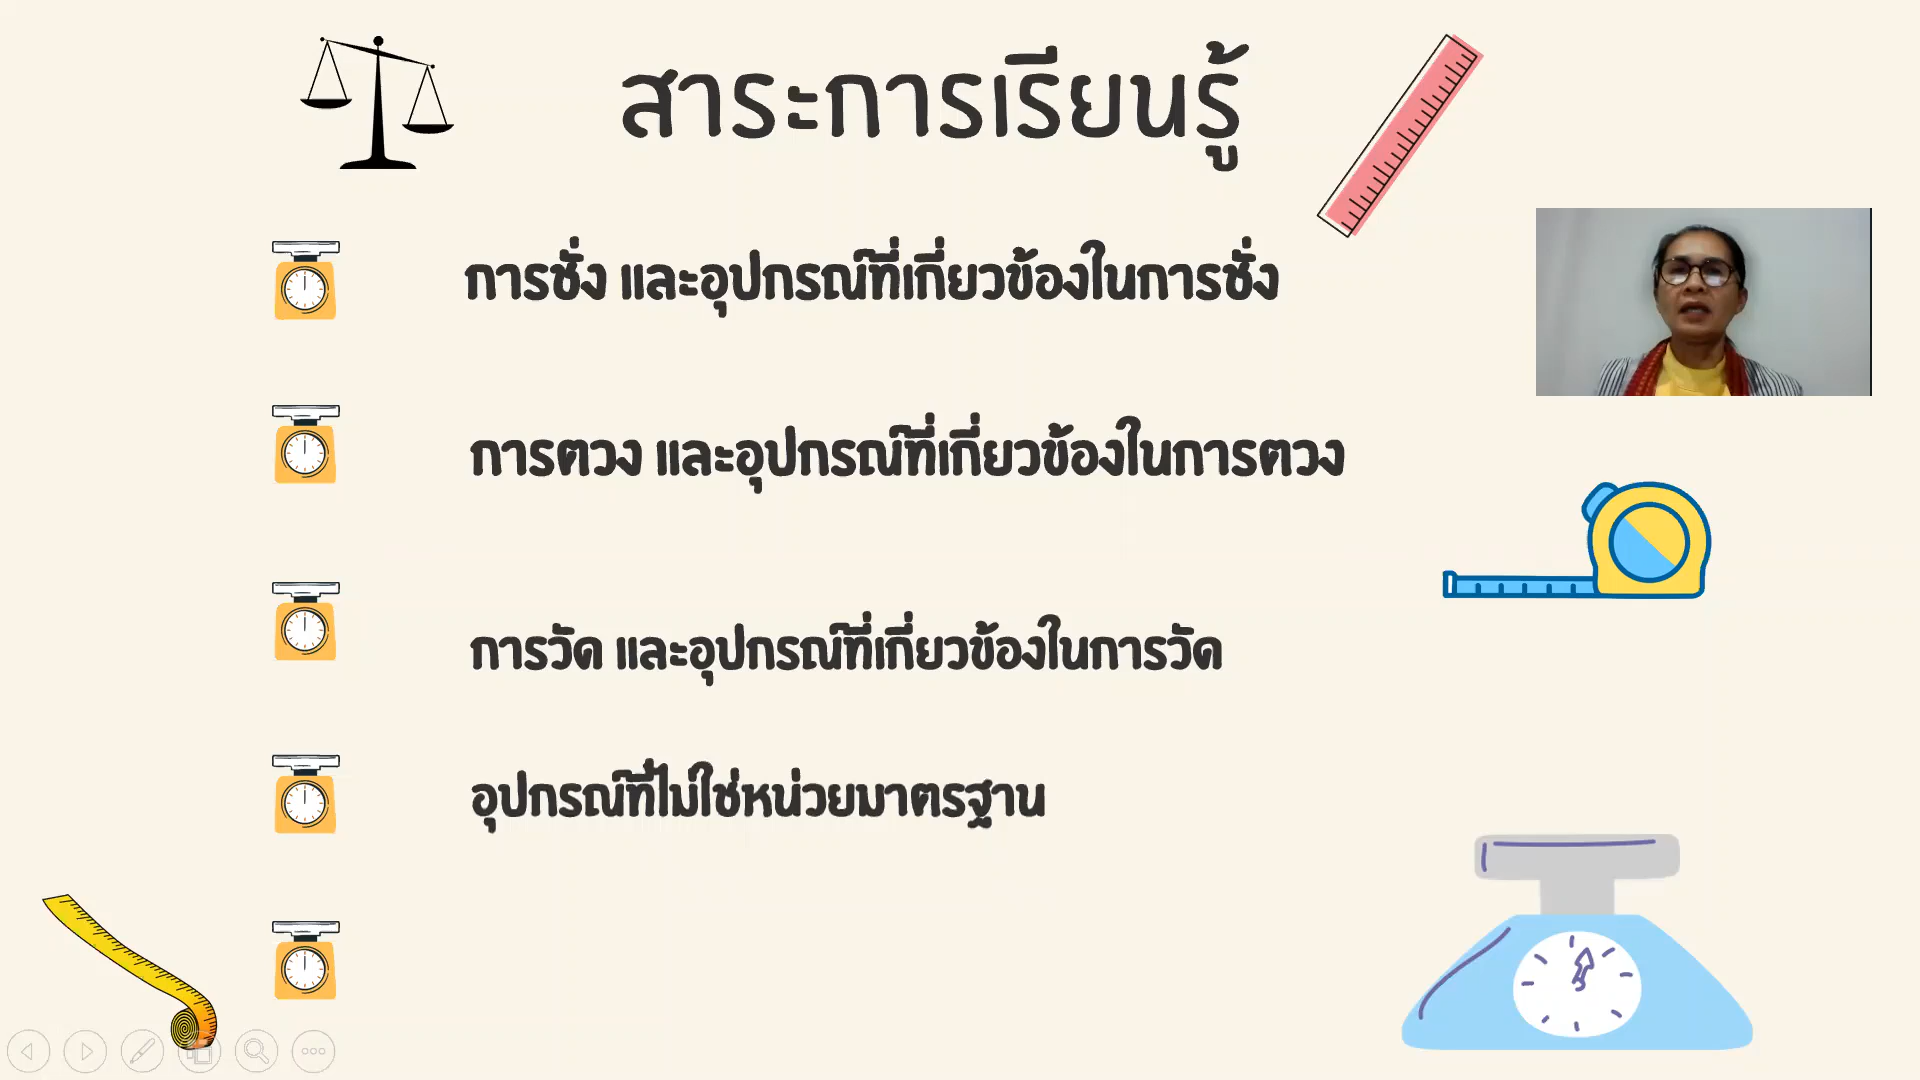 สาระการเรียนรู้
การชั่ง และอุปกรณ์ที่เกี่ยวข้องในการชั่ง
การตวง และอุปกรณ์ที่เกี่ยวข้องในการตวง
การวัด และอุปกรณ์ที่เกี่ยวข้องในการวัด
อุปกรณ์ที่ไม่ใช่หน่วยมาตรฐาน